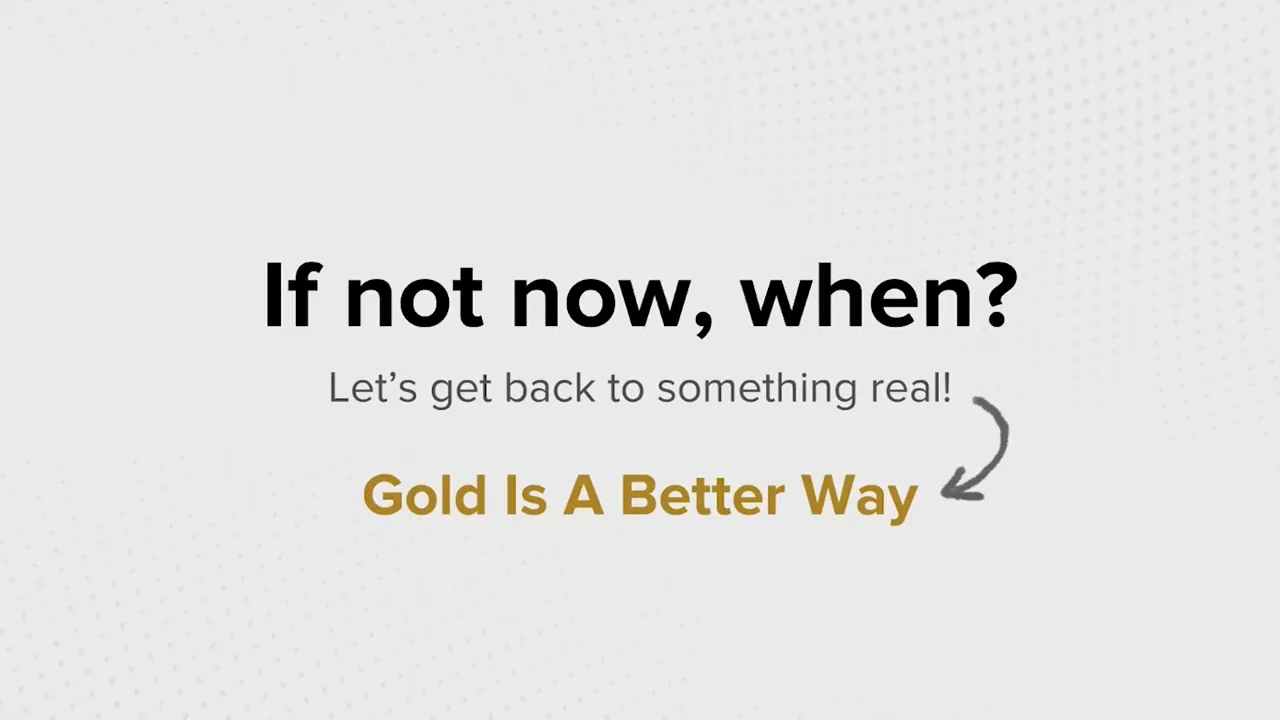 If not now, when?
Let’s get back to something real!
Gold Is A Better Way